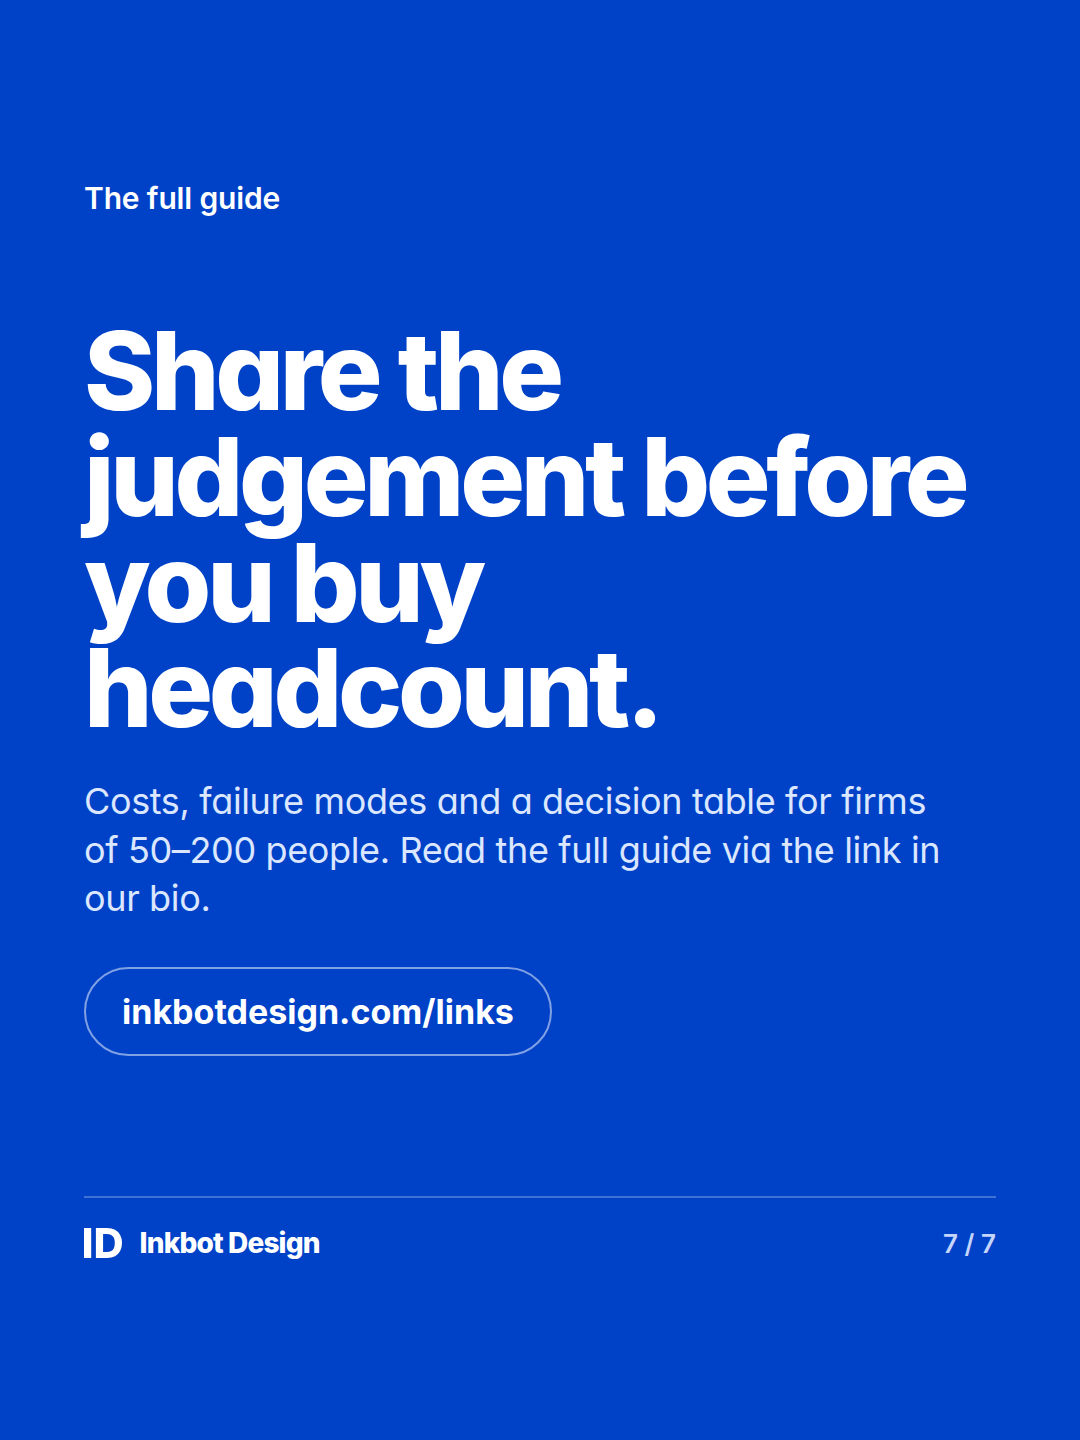 The full guide
Share the
judgement before
you buy
headcount.
Costs, failure modes and a decision table for firms
of 50–200 people. Read the full guide via the link in
our bio.
inkbotdesign.com/links
ID Inkbot Design
7 / 7